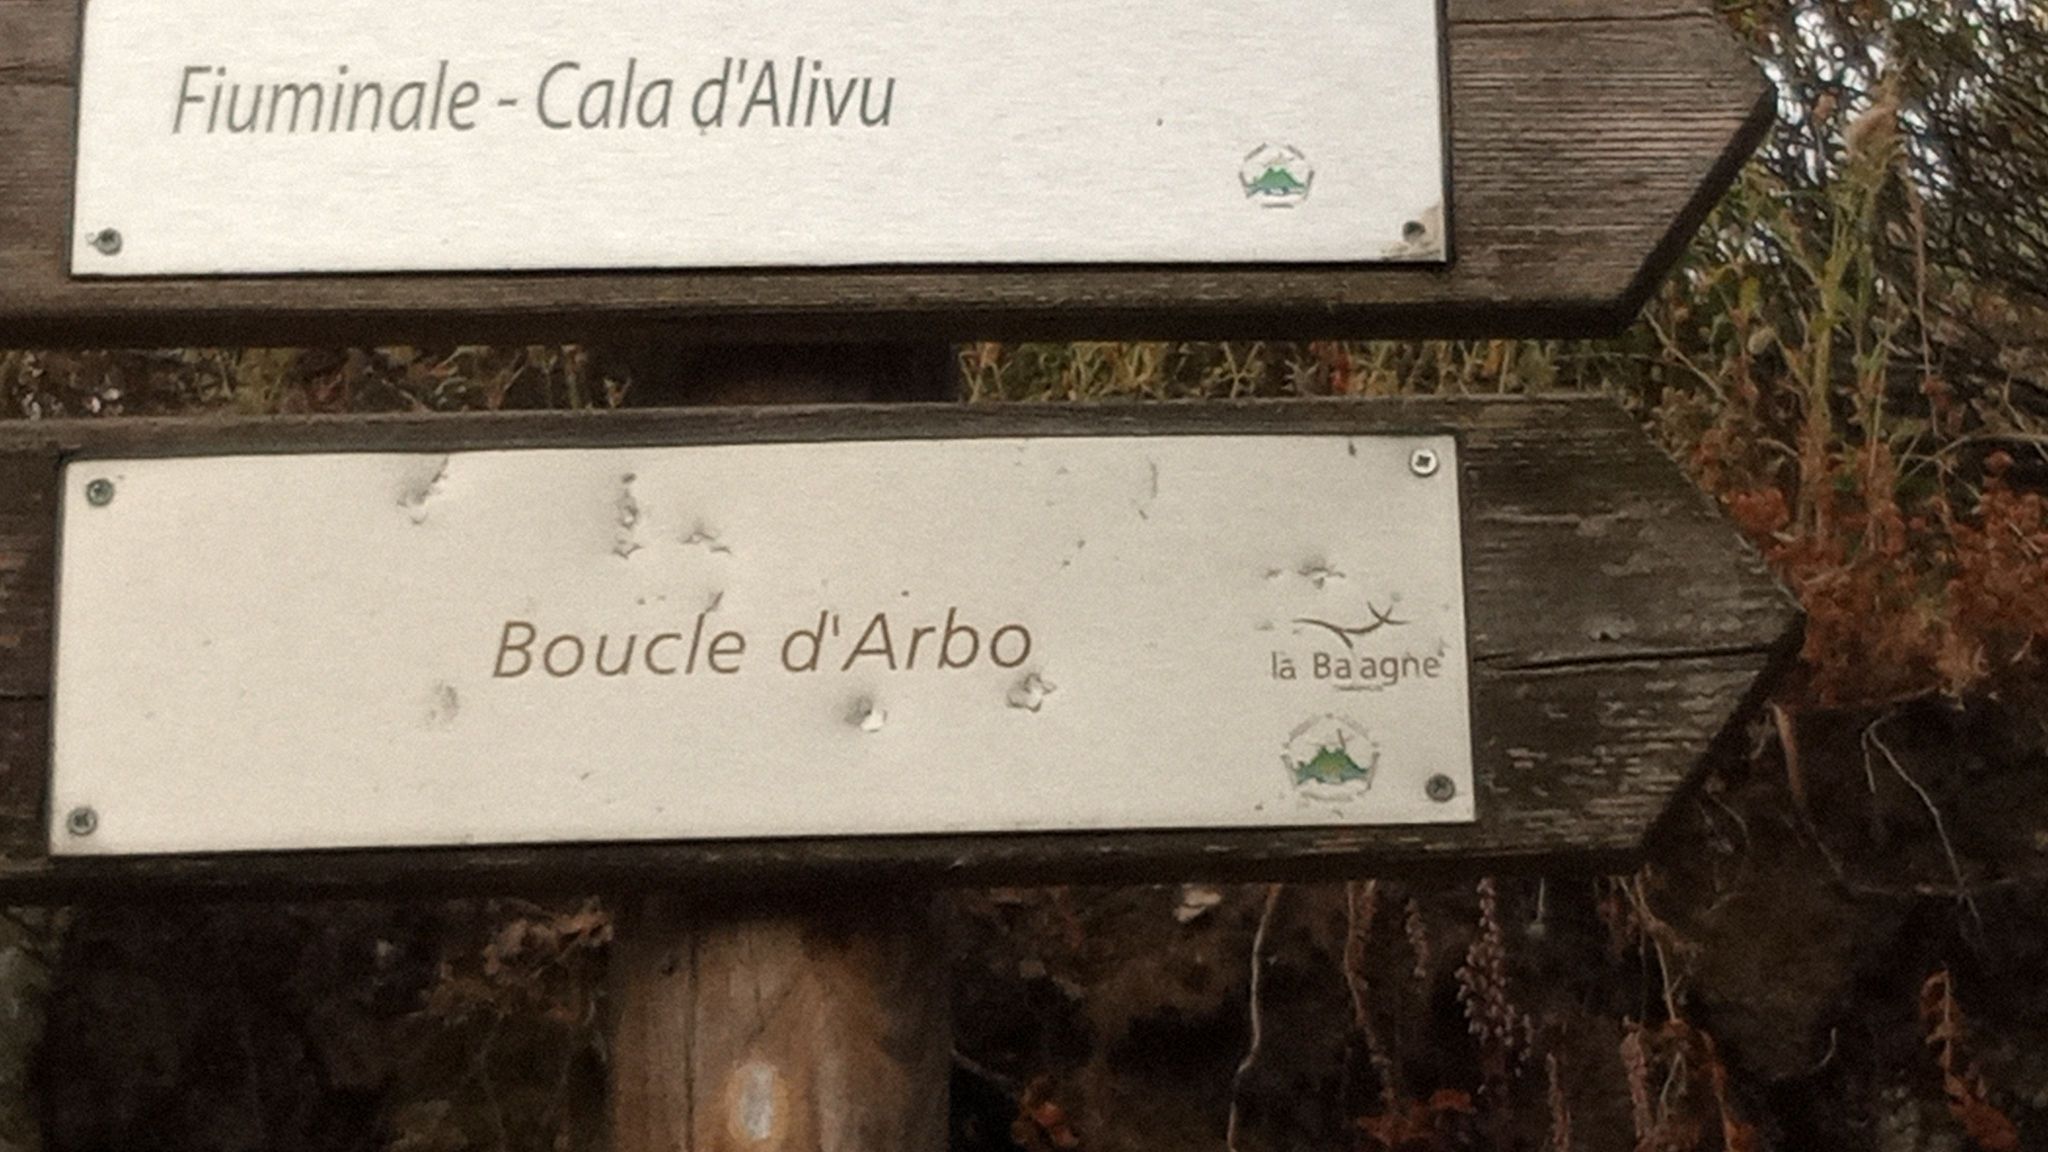 Fiuminale - Cala d'Alivu
Boucle d'Arbo
la Ba agne